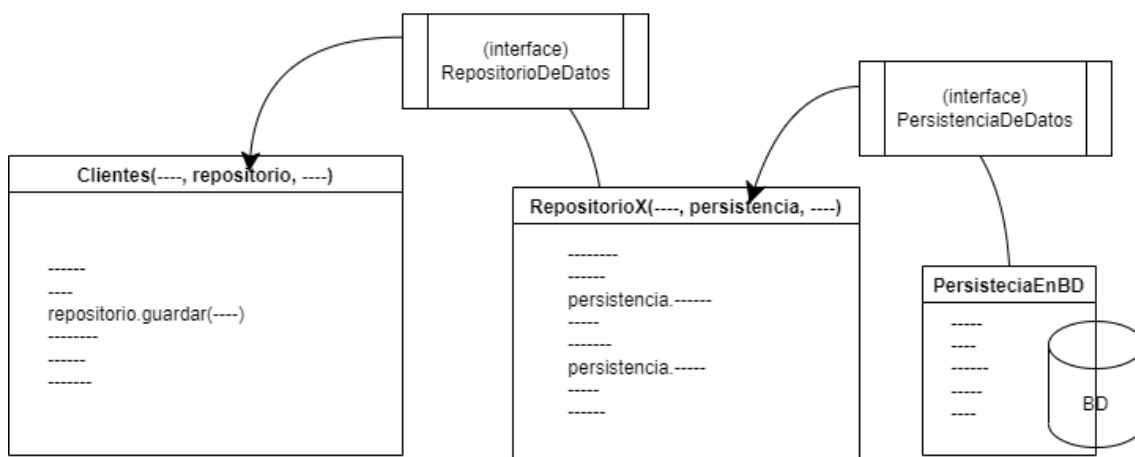 (interface)
RepositorioDeDatos
(interface)
PersistenciaDeDatos
Clientes(----, repositorio, ----)
------
----
repositorio.guardar(----)
--------
------
-------
RepositorioX(----, persistencia, ----)
--------
------
persistencia.------
-----
-------
persistencia.-----
-----
------
PersisteciaEnBD
-----
----
------
-----
----
BD